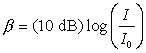 β = (10 dB) log(I/I₀)